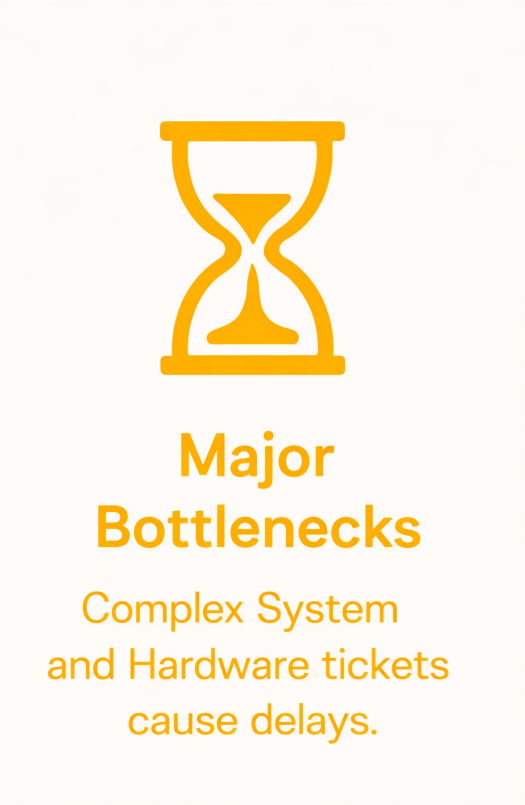 Major
Bottlenecks
Complex System
and Hardware tickets
cause delays.